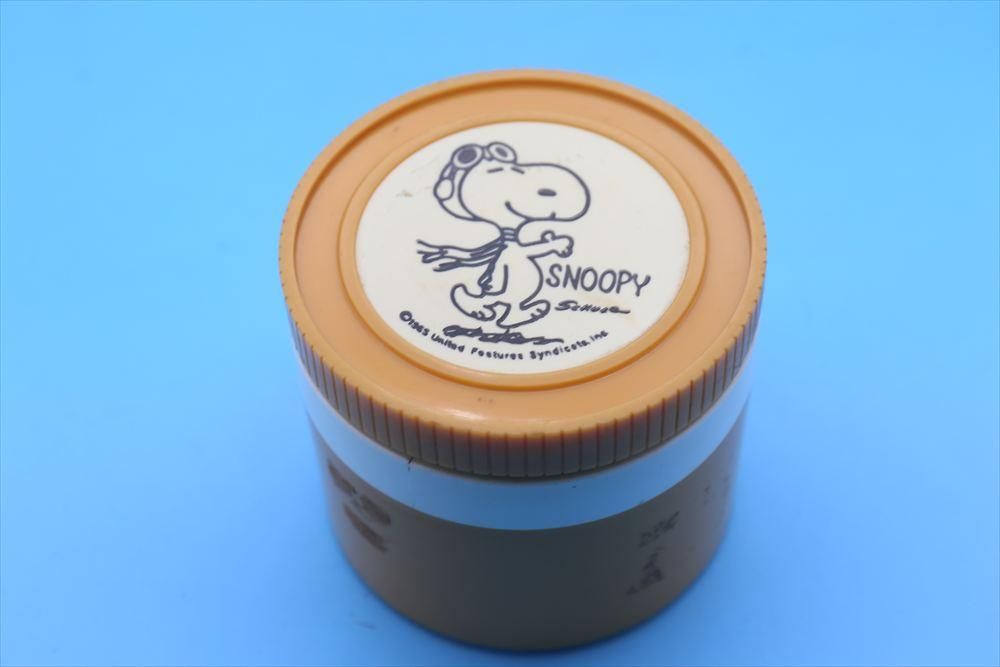 SNOOPY
SCHULZ
©1965 United Features Syndicate, Inc.